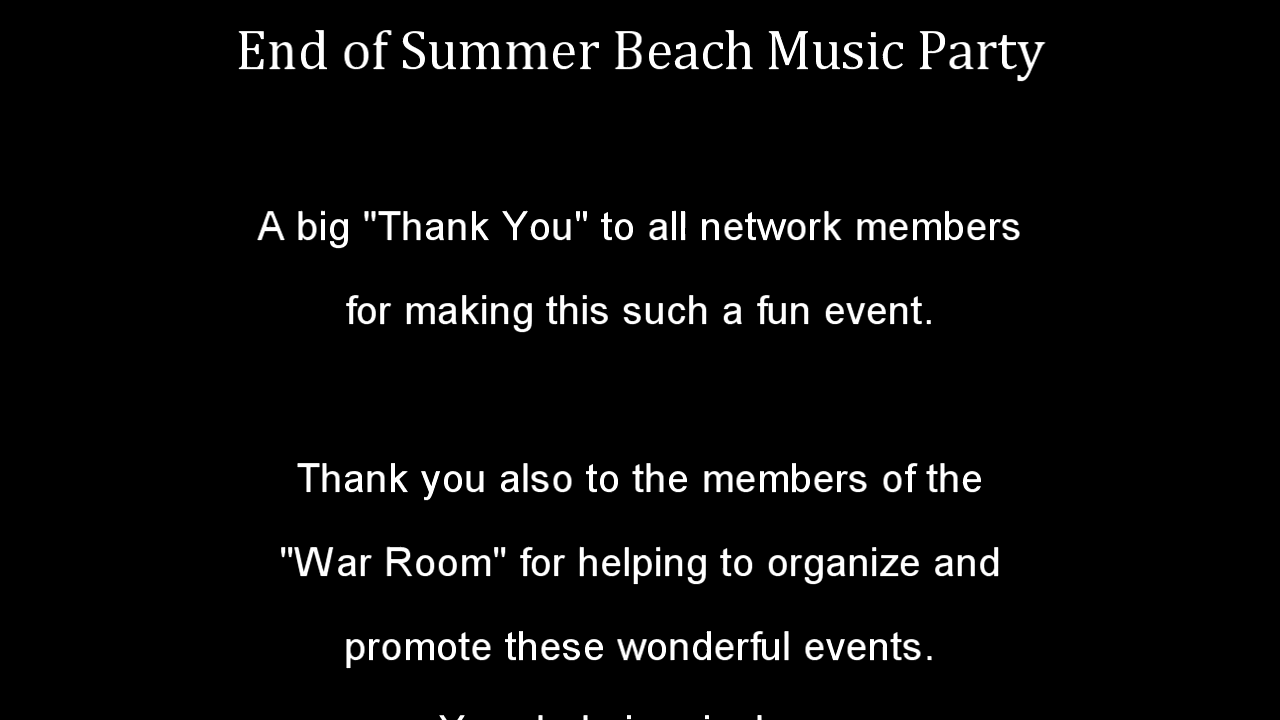 End of Summer Beach Music Party
A big "Thank You" to all network members
for making this such a fun event.
Thank you also to the members of the
"War Room" for helping to organize and
promote these wonderful events.